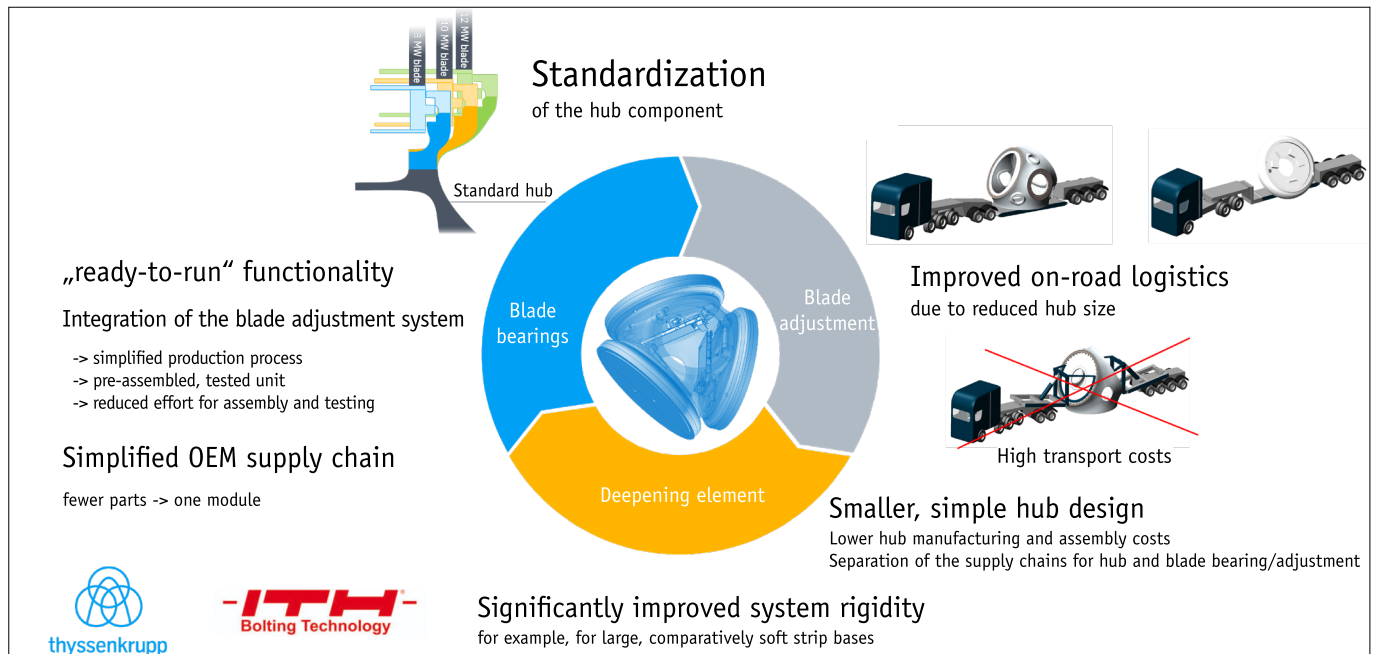 8 MW blade
10 MW blade
12 MW blade
Standardization
of the hub component
Standard hub
„ready-to-run“ functionality
Integration of the blade adjustment system
-> simplified production process
-> pre-assembled, tested unit
-> reduced effort for assembly and testing
Simplified OEM supply chain
fewer parts -> one module
Blade
bearings
Blade
adjustment
Deepening element
Improved on-road logistics
due to reduced hub size
High transport costs
Smaller, simple hub design
Lower hub manufacturing and assembly costs
Separation of the supply chains for hub and blade bearing/adjustment
Significantly improved system rigidity
for example, for large, comparatively soft strip bases
thyssenkrupp
ITH®
Bolting Technology